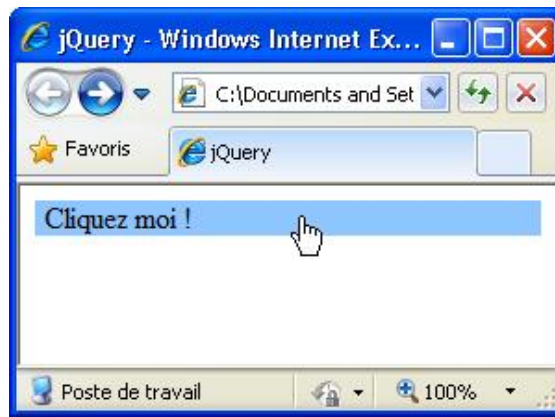 jQuery - Windows Internet Ex...
C:\Documents and Set
Favoris
jQuery
Cliquez moi !
Poste de travail
100%